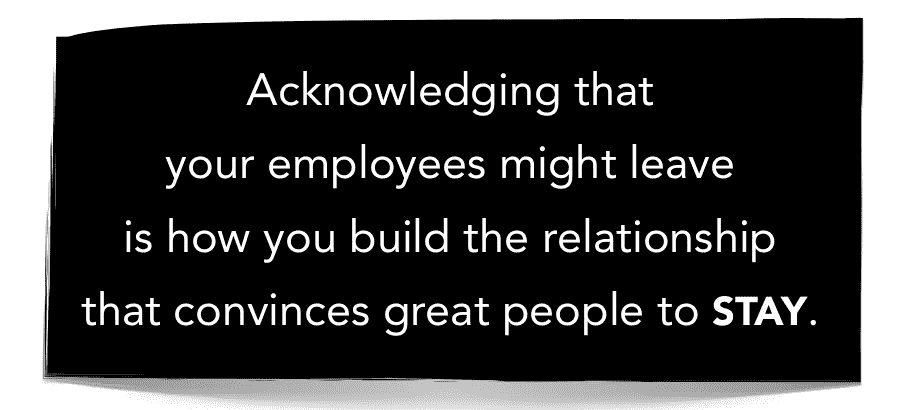 Acknowledging that
your employees might leave
is how you build the relationship
that convinces great people to STAY.